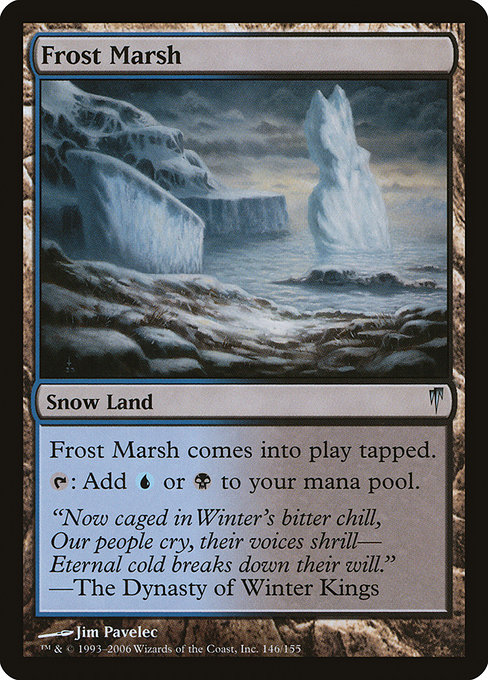 Frost Marsh
Snow Land
Frost Marsh comes into play tapped.
: Add or to your mana pool.
“Now caged in Winter’s bitter chill,
Our people cry, their voices shrill—
Eternal cold breaks down their will.”
—The Dynasty of Winter Kings
Jim Pavelec
™ & © 1993–2006 Wizards of the Coast, Inc. 146/155